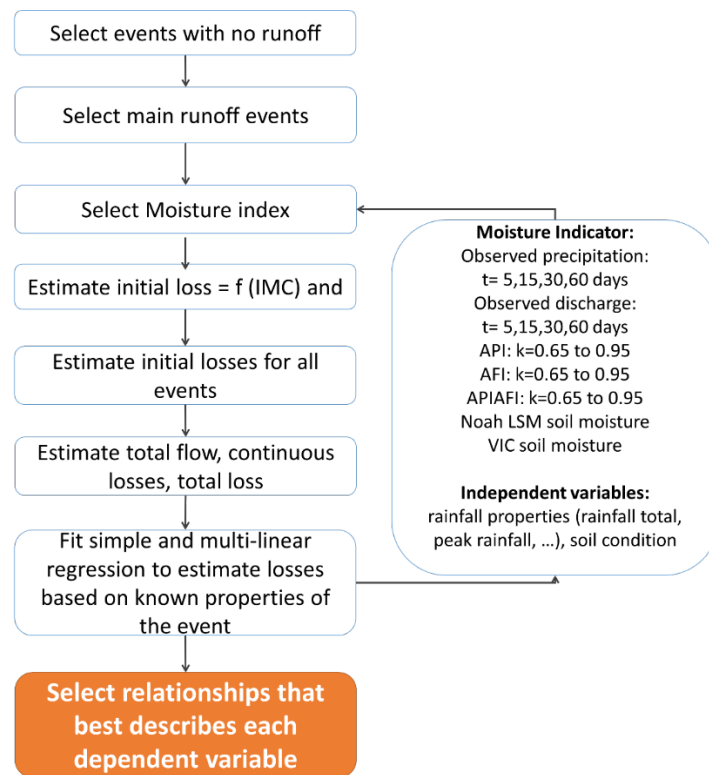 Select events with no runoff
Select main runoff events
Select Moisture index
Estimate initial loss = f (IMC) and
Estimate initial losses for all
events
Estimate total flow, continuous
losses, total loss
Fit simple and multi-linear
regression to estimate losses
based on known properties of
the event
Select relationships that
best describes each
dependent variable
Moisture Indicator:
Observed precipitation:
t= 5,15,30,60 days
Observed discharge:
t= 5,15,30,60 days
API: k=0.65 to 0.95
AFI: k=0.65 to 0.95
APIAFI: k=0.65 to 0.95
Noah LSM soil moisture
VIC soil moisture
Independent variables:
rainfall properties (rainfall total,
peak rainfall, ...), soil condition